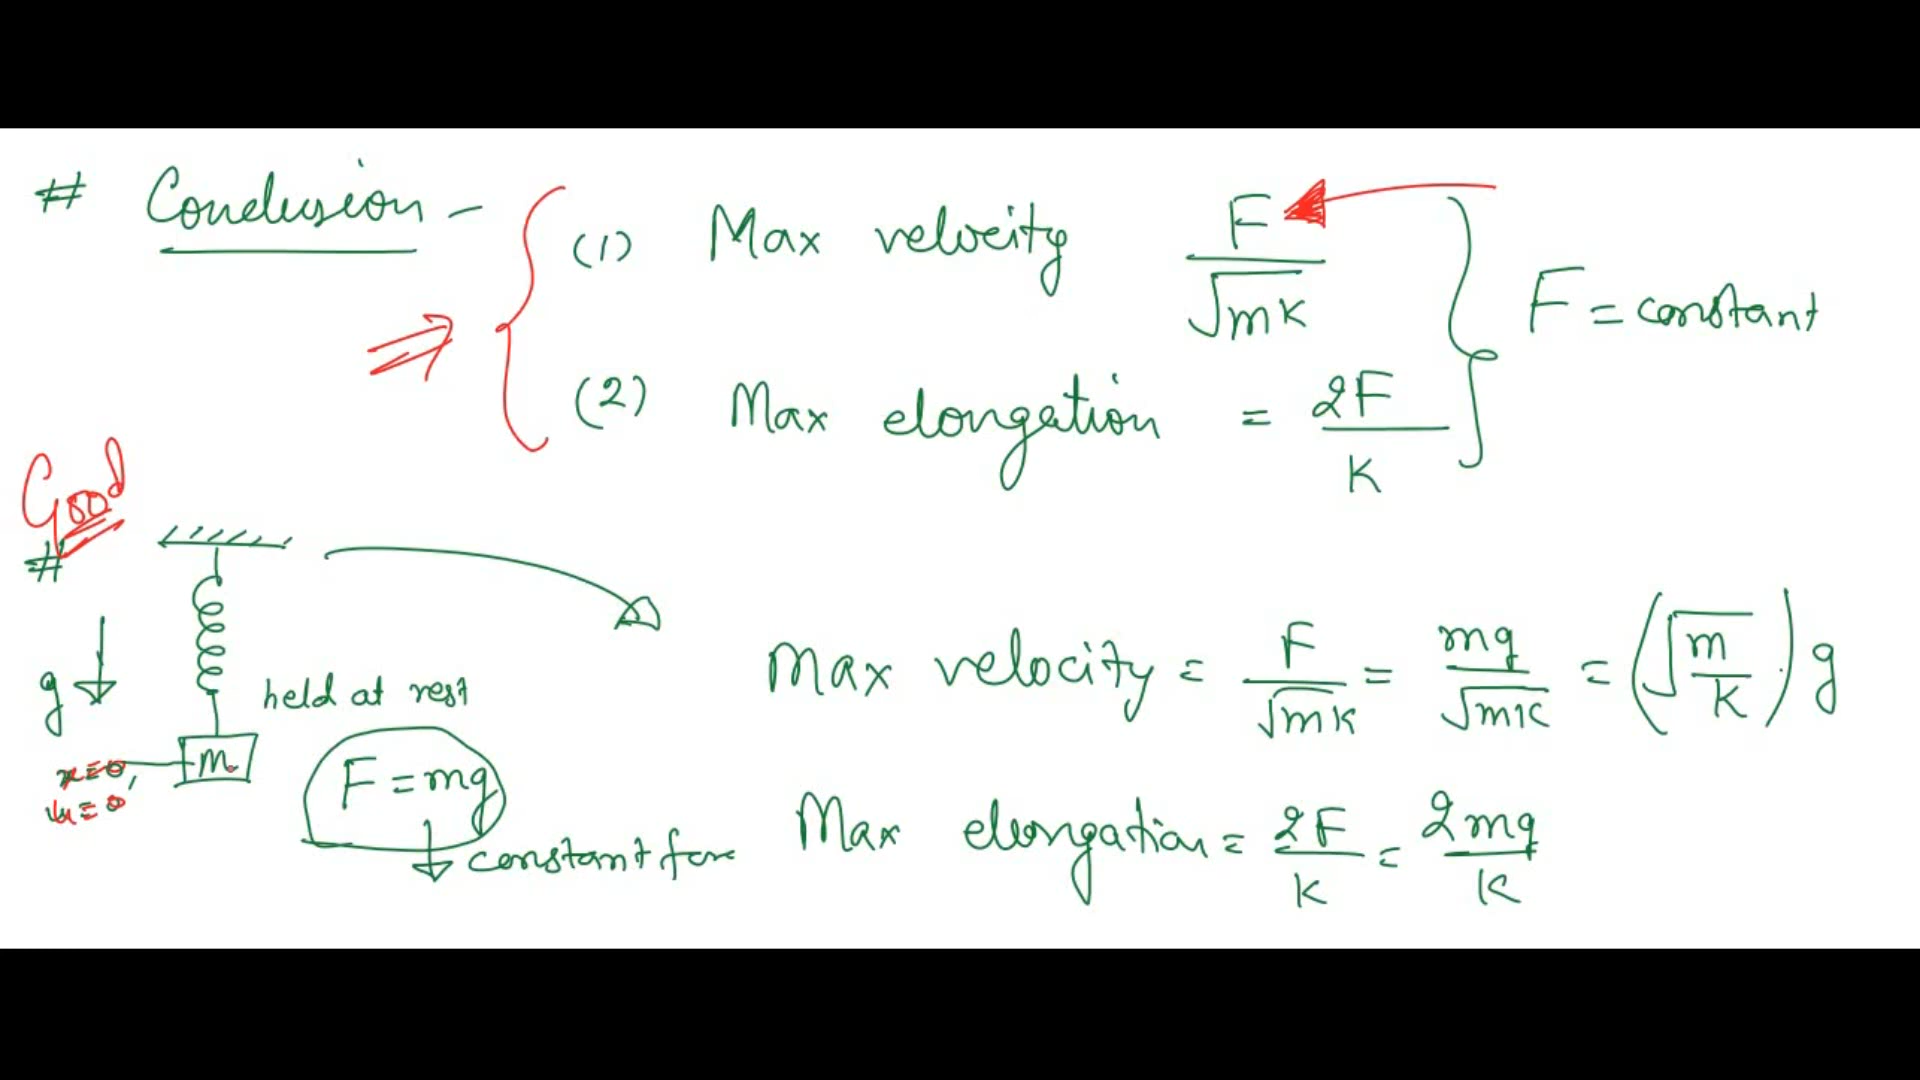 # Conclusion -
(1) Max velocity F/√mK
(2) Max elongation = 2F/K
F = constant
Good
#
g
held at rest
m
x=0,
u=0
F = mg
constant
Max velocity = F/√mK = mg/√mK = (√m/K) g
Max elongation = 2F/K = 2mg/K